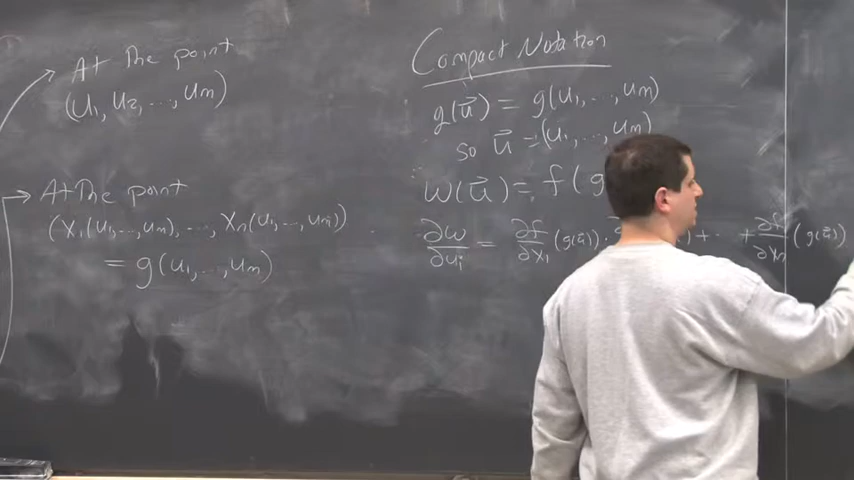 At The point
(u₁, u₂, ..., uₘ)
At The point
(x₁(u₁,...,uₘ), ..., xₙ(u₁,...,uₘ))
= g(u₁,...,uₘ)
Compact Notation
g(u⃗) = g(u₁,...,uₘ)
so u⃗ = (u₁,...,uₘ)
w(u⃗) = f(g
∂w/∂uᵢ = ∂f/∂x₁ (g(u⃗)) · + ··· + ∂f/∂xₙ (g(u⃗))